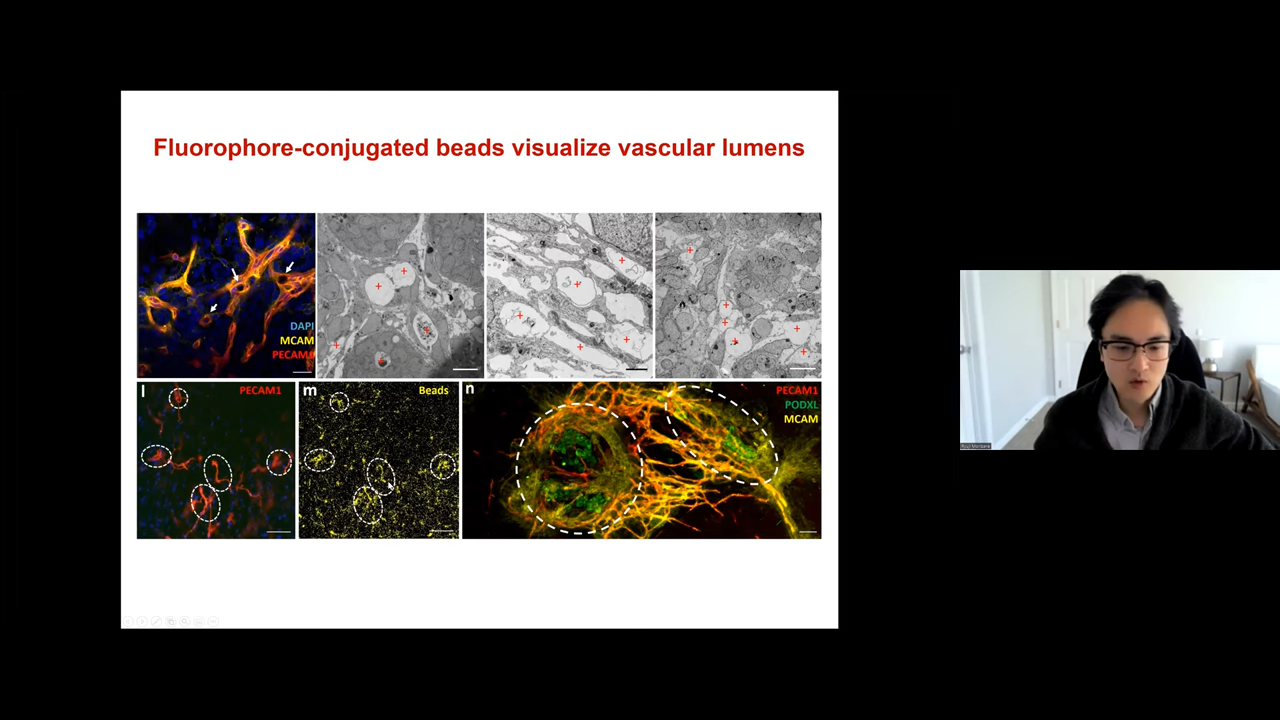 Fluorophore-conjugated beads visualize vascular lumens
DAPI
MCAM
PECAM1
l
PECAM1
m
Beads
n
PECAM1
PODXL
MCAM